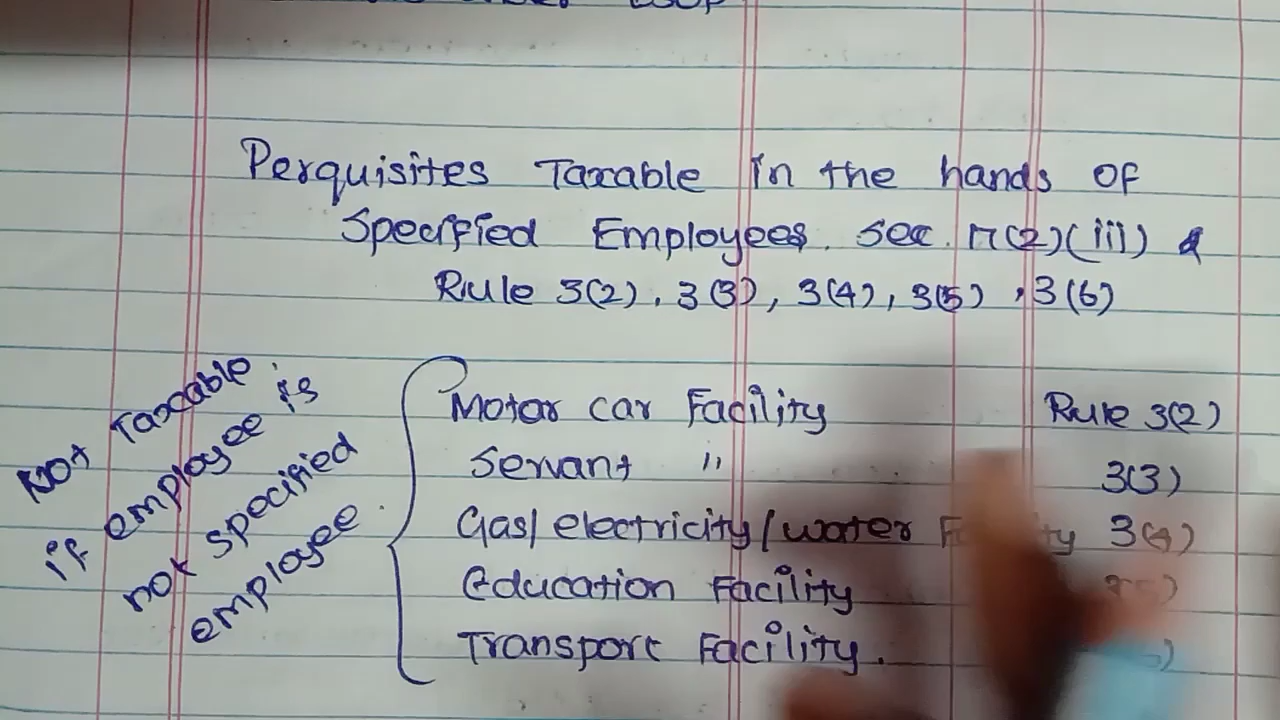 Perquisites Taxable in the hands of
Specified Employees. Sec. 17(2)(iii) &
Rule 3(2), 3(3), 3(4), 3(5), 3(6)
Not Taxable
if employee is
not specified
employee
Motor car Facility Rule 3(2)
Servant " 3(3)
Gas/electricity/water 3(4)
Education Facility
Transport Facility.